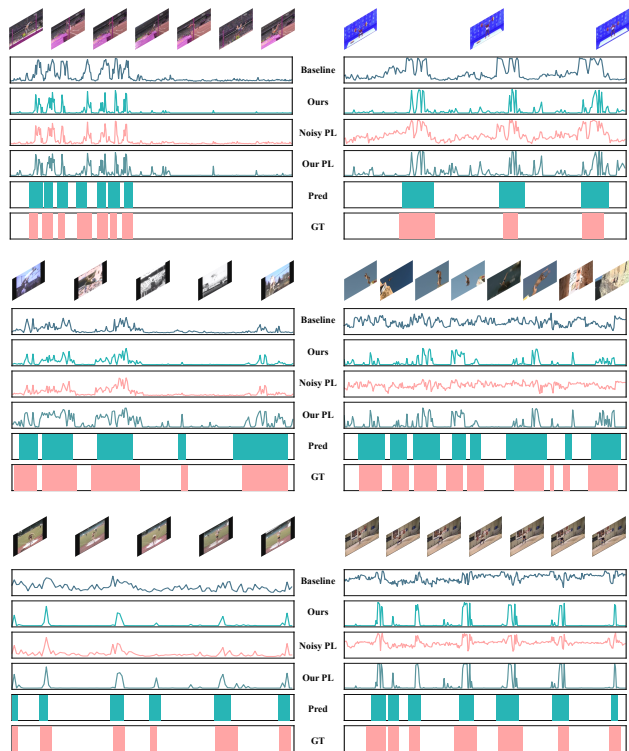 Baseline
Ours
Noisy PL
Our PL
Pred
GT
Baseline
Ours
Noisy PL
Our PL
Pred
GT
Baseline
Ours
Noisy PL
Our PL
Pred
GT